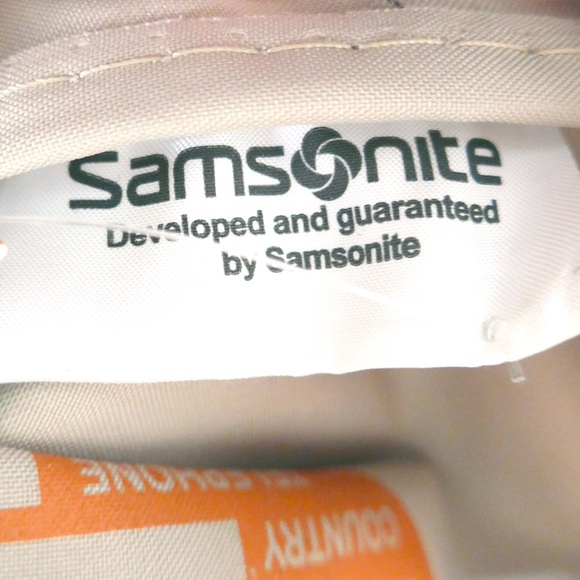 Samsonite
Developed and guaranteed
by Samsonite
TELEPHONE
COUNTRY